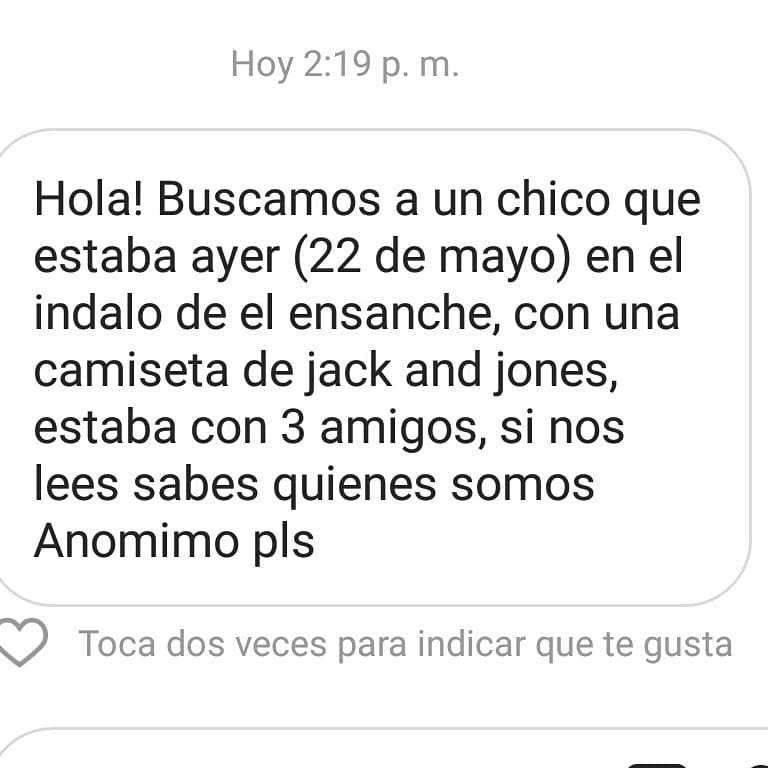 Hoy 2:19 p. m.
Hola! Buscamos a un chico que
estaba ayer (22 de mayo) en el
indalo de el ensanche, con una
camiseta de jack and jones,
estaba con 3 amigos, si nos
lees sabes quienes somos
Anomimo pls
Toca dos veces para indicar que te gusta